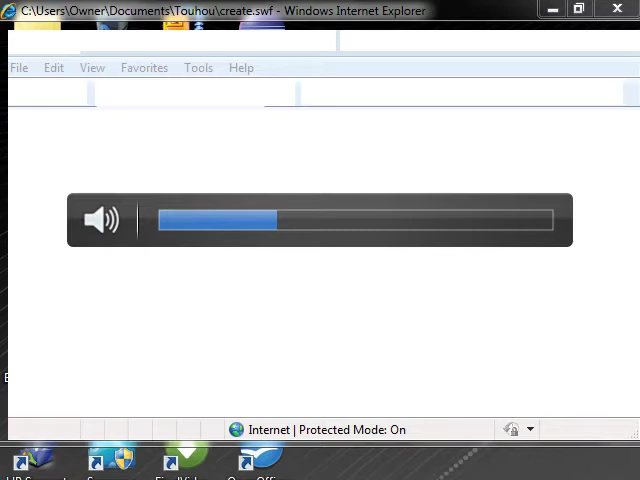 C:\Users\Owner\Documents\Touhou\create.swf - Windows Internet Explorer
File Edit View Favorites Tools Help
Internet | Protected Mode: On